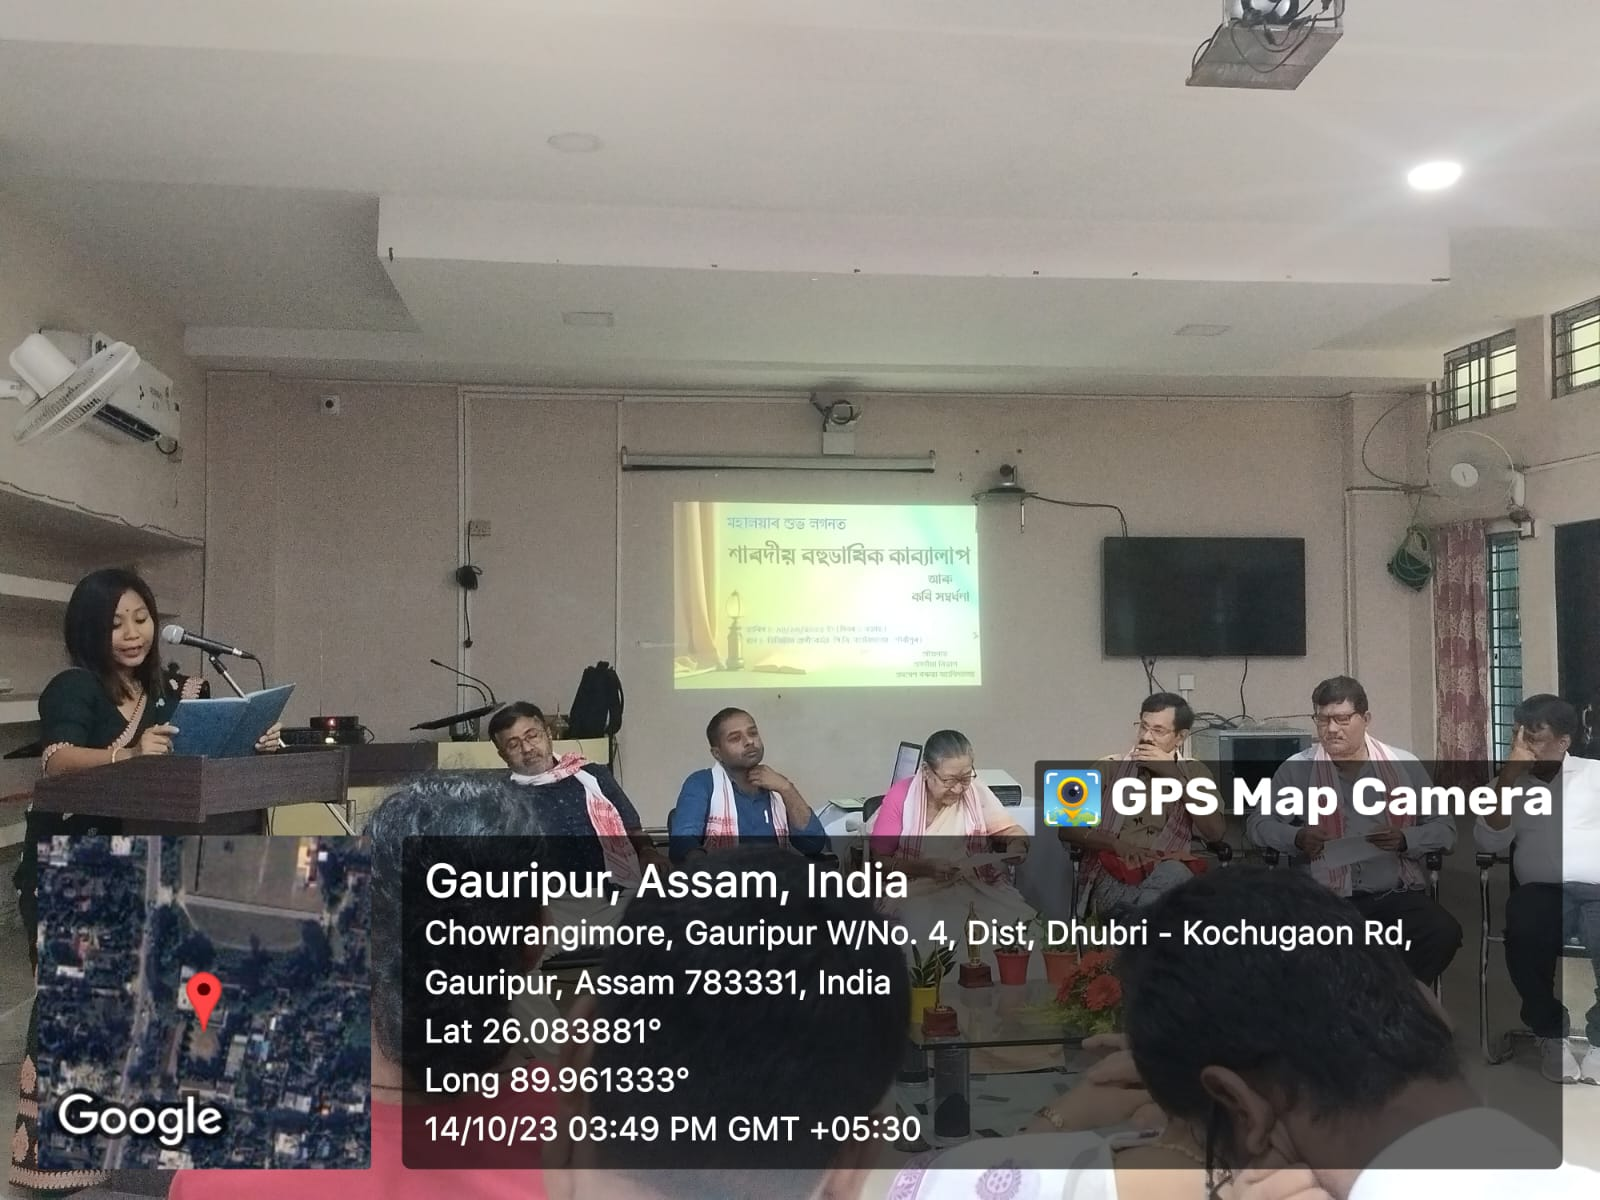 মহালয়াৰ শুভ লগনত
শাৰদীয় বহুভাষিক কাব্যালাপ
আৰু
কবি সম্বৰ্ধনা
GPS Map Camera
Gauripur, Assam, India
Chowrangimore, Gauripur W/No. 4, Dist, Dhubri - Kochugaon Rd,
Gauripur, Assam 783331, India
Lat 26.083881°
Long 89.961333°
14/10/23 03:49 PM GMT +05:30
Google